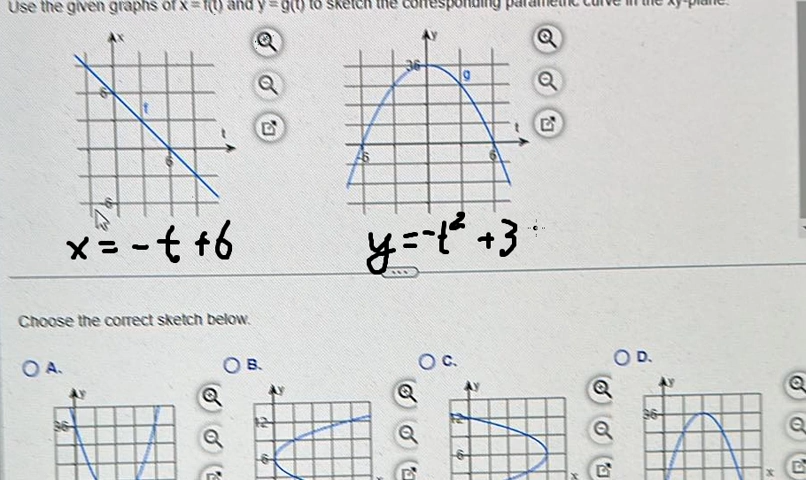 Use the given graphs of x = f(t) and y = g(t) to sketch the corresponding parametric curve in the xy-plane.
x
6
f
t
6
-6
y
36
g
t
-6
6
x = -t +6
y = -t² +3
Choose the correct sketch below.
A.
B.
C.
D.
y
36
y
12
6
x
y
12
6
x
y
36
x